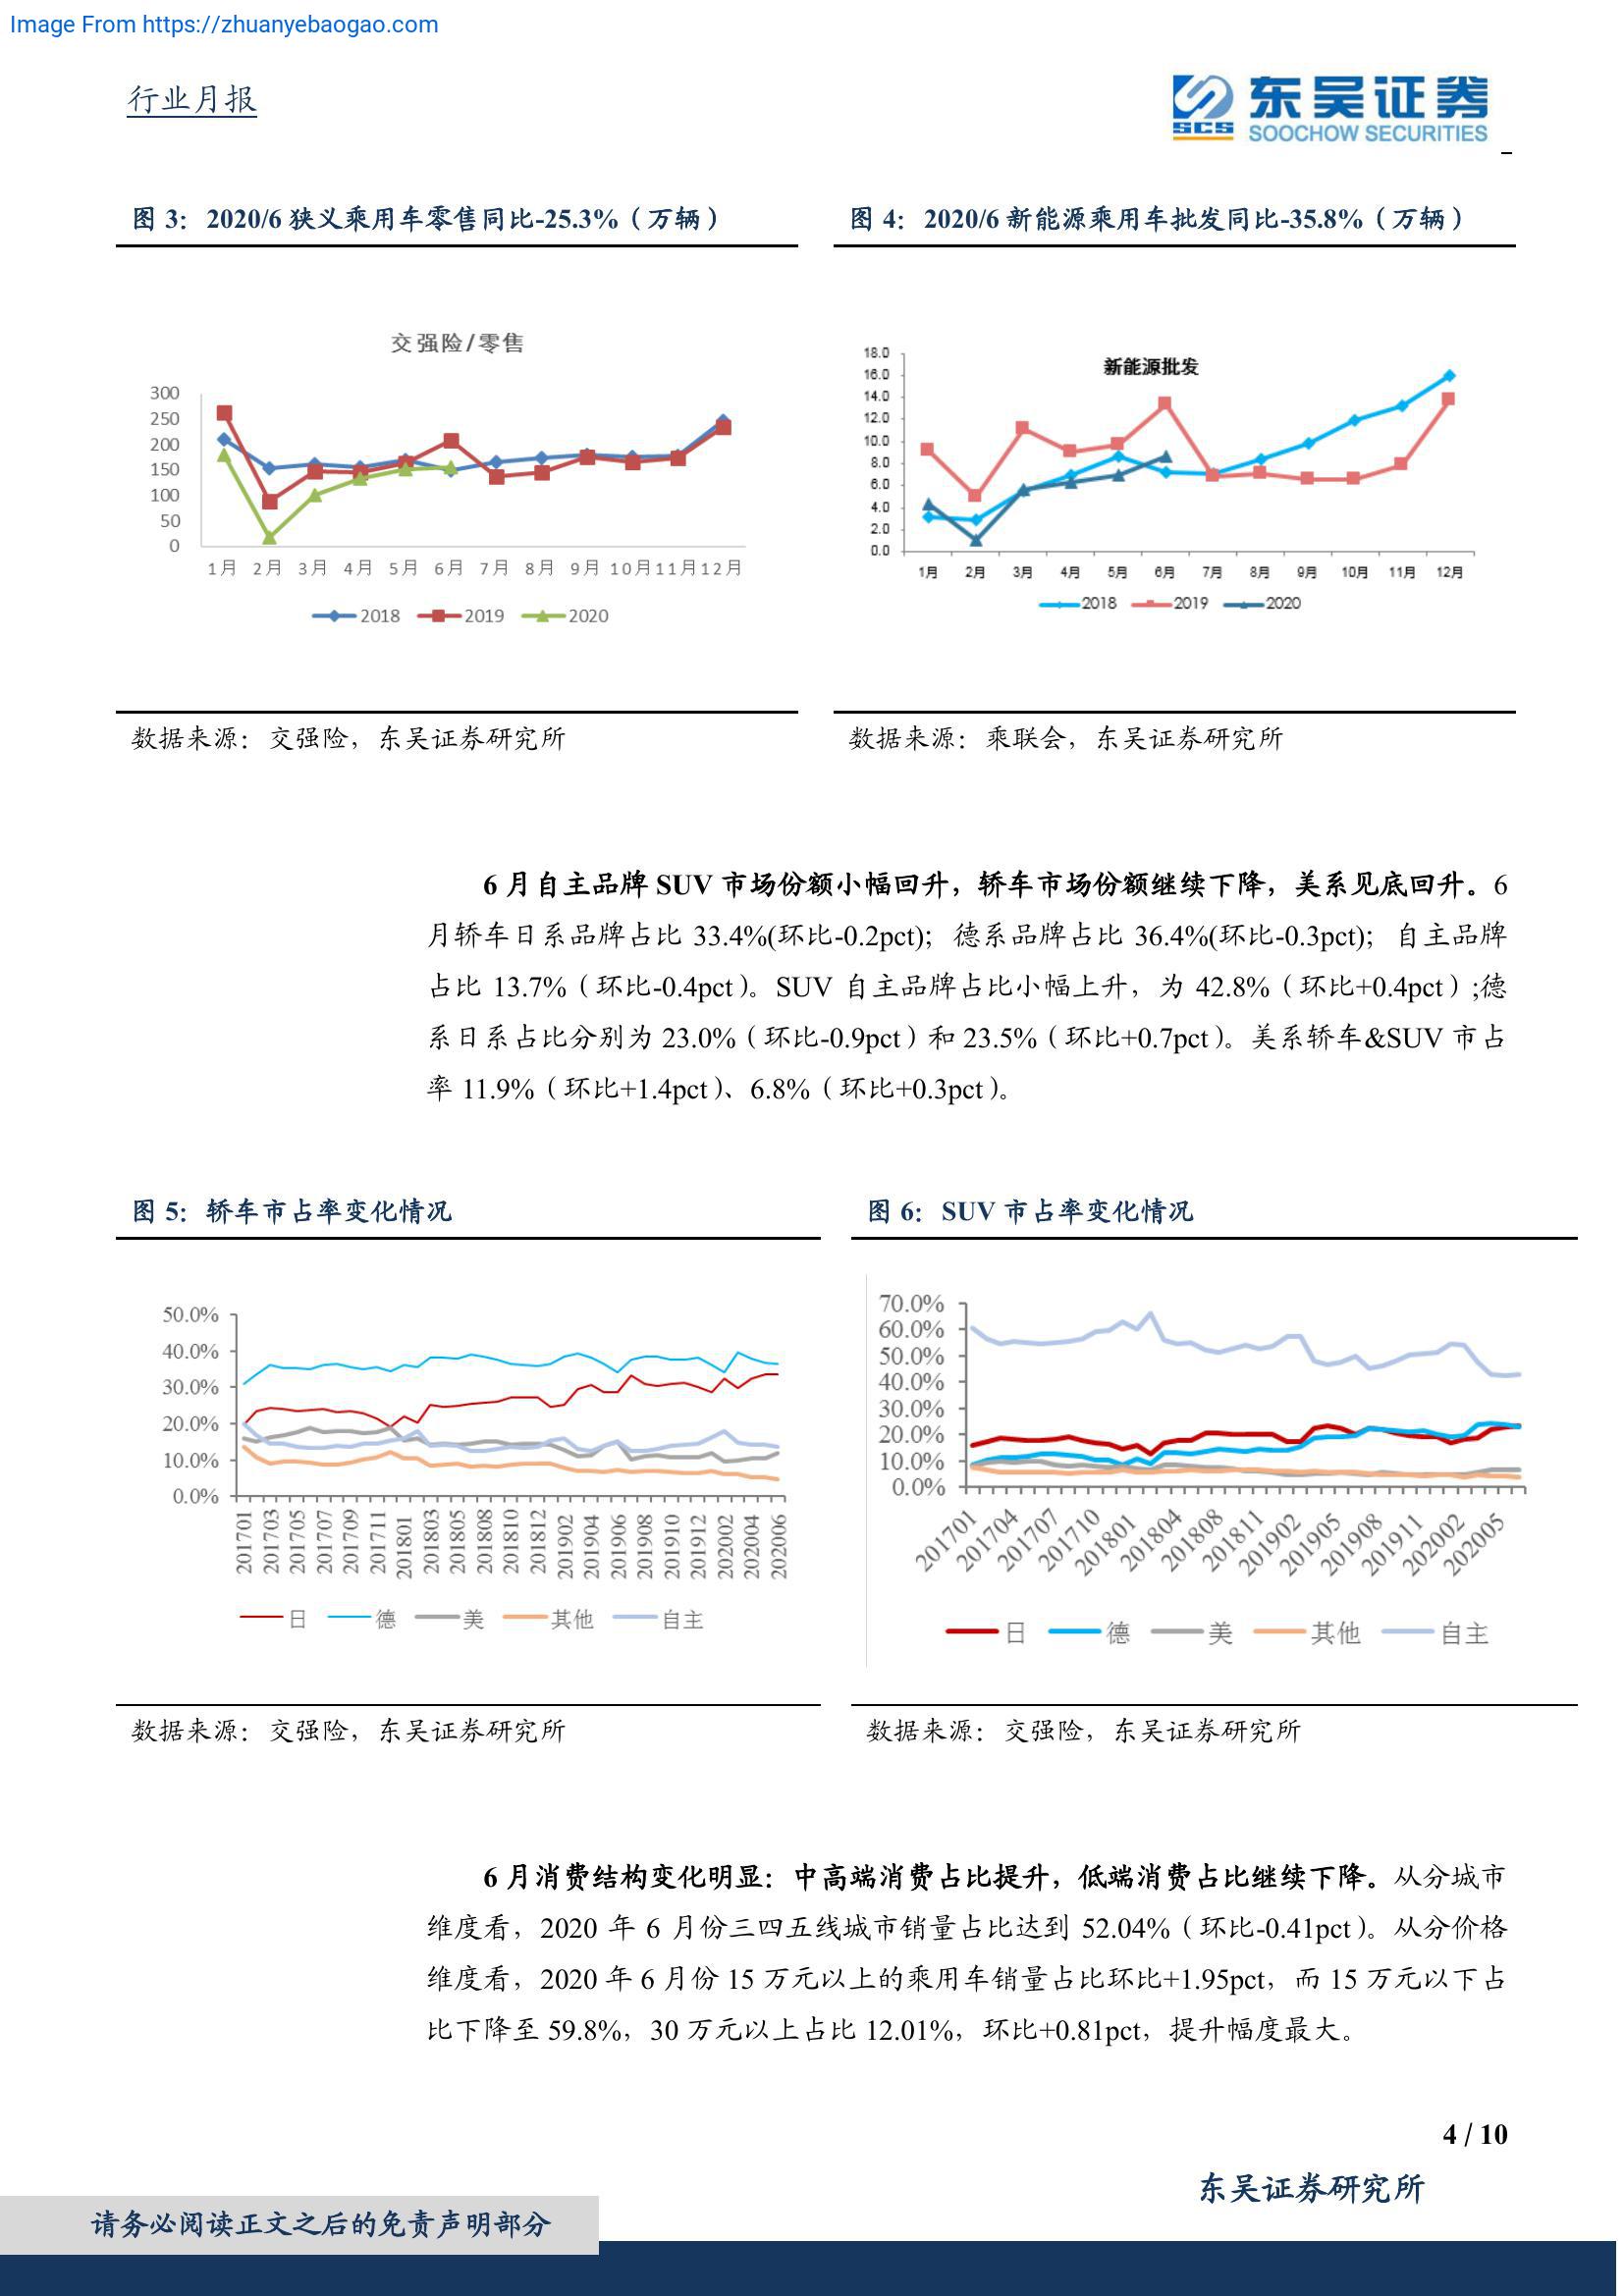 Image From https://zhuanyebaogao.com
行业月报
东吴证券
SCS
SOOCHOW SECURITIES
图 3：2020/6 狭义乘用车零售同比-25.3%（万辆）
交强险/零售
300
250
200
150
100
50
0
1月 2月 3月 4月 5月 6月 7月 8月 9月 10月 11月 12月
2018 2019 2020
数据来源：交强险，东吴证券研究所
图 4：2020/6 新能源乘用车批发同比-35.8%（万辆）
新能源批发
18.0
16.0
14.0
12.0
10.0
8.0
6.0
4.0
2.0
0.0
1月 2月 3月 4月 5月 6月 7月 8月 9月 10月 11月 12月
2018 2019 2020
数据来源：乘联会，东吴证券研究所
6 月自主品牌 SUV 市场份额小幅回升，轿车市场份额继续下降，美系见底回升。6
月轿车日系品牌占比 33.4%(环比-0.2pct)；德系品牌占比 36.4%(环比-0.3pct)；自主品牌
占比 13.7%（环比-0.4pct）。SUV 自主品牌占比小幅上升，为 42.8%（环比+0.4pct）;德
系日系占比分别为 23.0%（环比-0.9pct）和 23.5%（环比+0.7pct）。美系轿车&SUV 市占
率 11.9%（环比+1.4pct）、6.8%（环比+0.3pct）。
图 5：轿车市占率变化情况
50.0%
40.0%
30.0%
20.0%
10.0%
0.0%
201701 201703 201705 201707 201709 201711 201801 201803 201805 201808 201810 201812 201902 201904 201906 201908 201910 201912 202002 202004 202006
日 德 美 其他 自主
数据来源：交强险，东吴证券研究所
图 6：SUV 市占率变化情况
70.0%
60.0%
50.0%
40.0%
30.0%
20.0%
10.0%
0.0%
201701 201704 201707 201710 201801 201804 201808 201811 201902 201905 201908 201911 202002 202005
日 德 美 其他 自主
数据来源：交强险，东吴证券研究所
6 月消费结构变化明显：中高端消费占比提升，低端消费占比继续下降。从分城市
维度看，2020 年 6 月份三四五线城市销量占比达到 52.04%（环比-0.41pct）。从分价格
维度看，2020 年 6 月份 15 万元以上的乘用车销量占比环比+1.95pct，而 15 万元以下占
比下降至 59.8%，30 万元以上占比 12.01%，环比+0.81pct，提升幅度最大。
4 / 10
东吴证券研究所
请务必阅读正文之后的免责声明部分